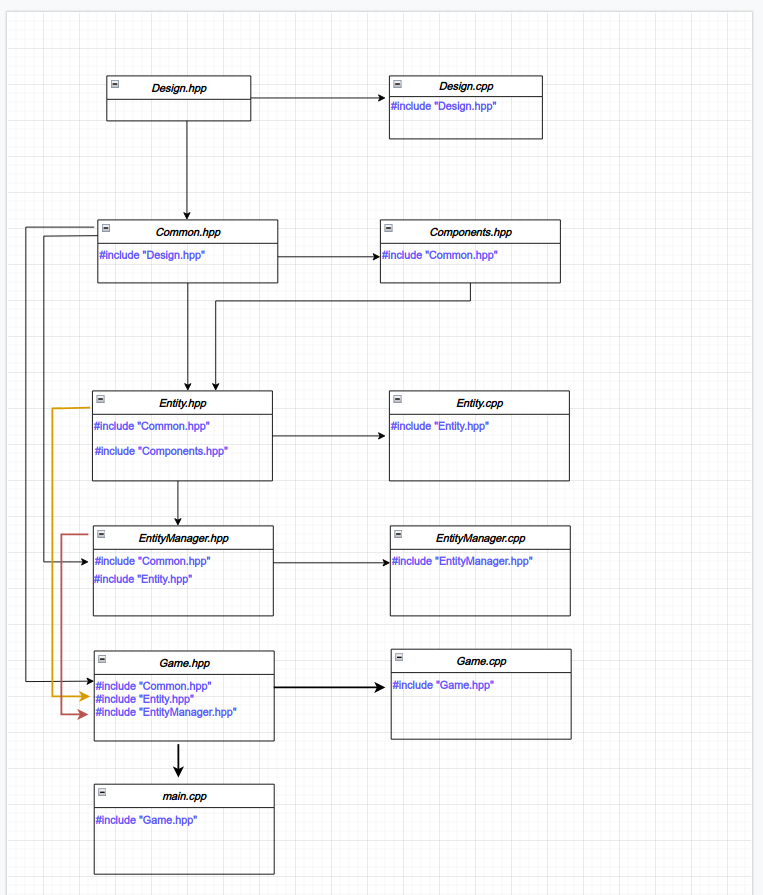 Design.hpp
Design.cpp
#include "Design.hpp"
Common.hpp
#include "Design.hpp"
Components.hpp
#include "Common.hpp"
Entity.hpp
#include "Common.hpp"
#include "Components.hpp"
Entity.cpp
#include "Entity.hpp"
EntityManager.hpp
#include "Common.hpp"
#include "Entity.hpp"
EntityManager.cpp
#include "EntityManager.hpp"
Game.hpp
#include "Common.hpp"
#include "Entity.hpp"
#include "EntityManager.hpp"
Game.cpp
#include "Game.hpp"
main.cpp
#include "Game.hpp"